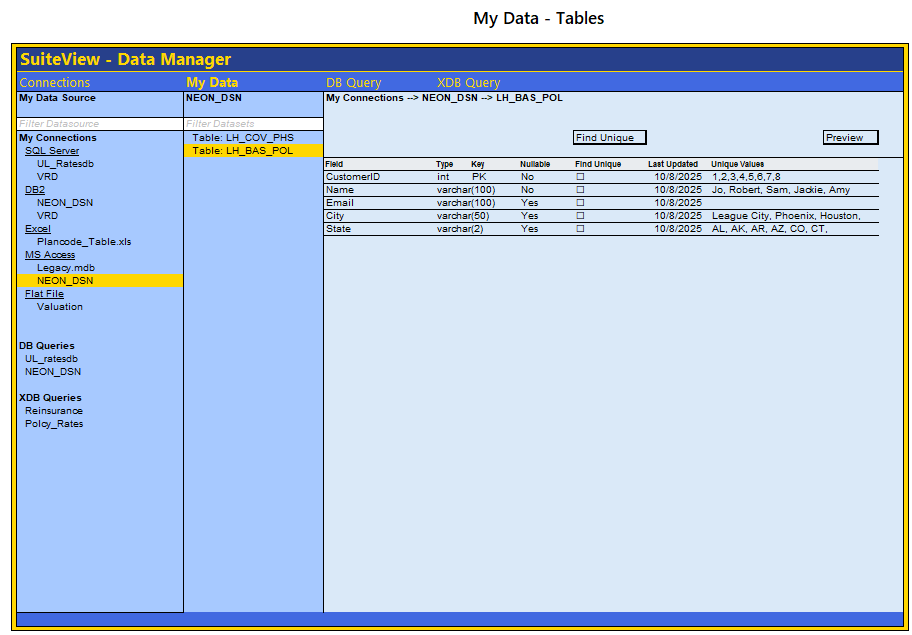 My Data - Tables
SuiteView - Data Manager
Connections My Data DB Query XDB Query
My Data Source NEON_DSN My Connections --> NEON_DSN --> LH_BAS_POL
Filter Datasource Filter Datasets
My Connections Table: LH_COV_PHS Find Unique Preview
SQL Server Table: LH_BAS_POL
UL_Ratesdb Field Type Key Nullable Find Unique Last Updated Unique Values
VRD CustomerID int PK No ☐ 10/8/2025 1,2,3,4,5,6,7,8
DB2 Name varchar(100) No ☐ 10/8/2025 Jo, Robert, Sam, Jackie, Amy
NEON_DSN Email varchar(100) Yes ☐ 10/8/2025
VRD City varchar(50) Yes ☐ 10/8/2025 League City, Phoenix, Houston,
Excel State varchar(2) Yes ☐ 10/8/2025 AL, AK, AR, AZ, CO, CT,
Plancode_Table.xls
MS Access
Legacy.mdb
NEON_DSN
Flat File
Valuation
DB Queries
UL_ratesdb
NEON_DSN
XDB Queries
Reinsurance
Polcy_Rates